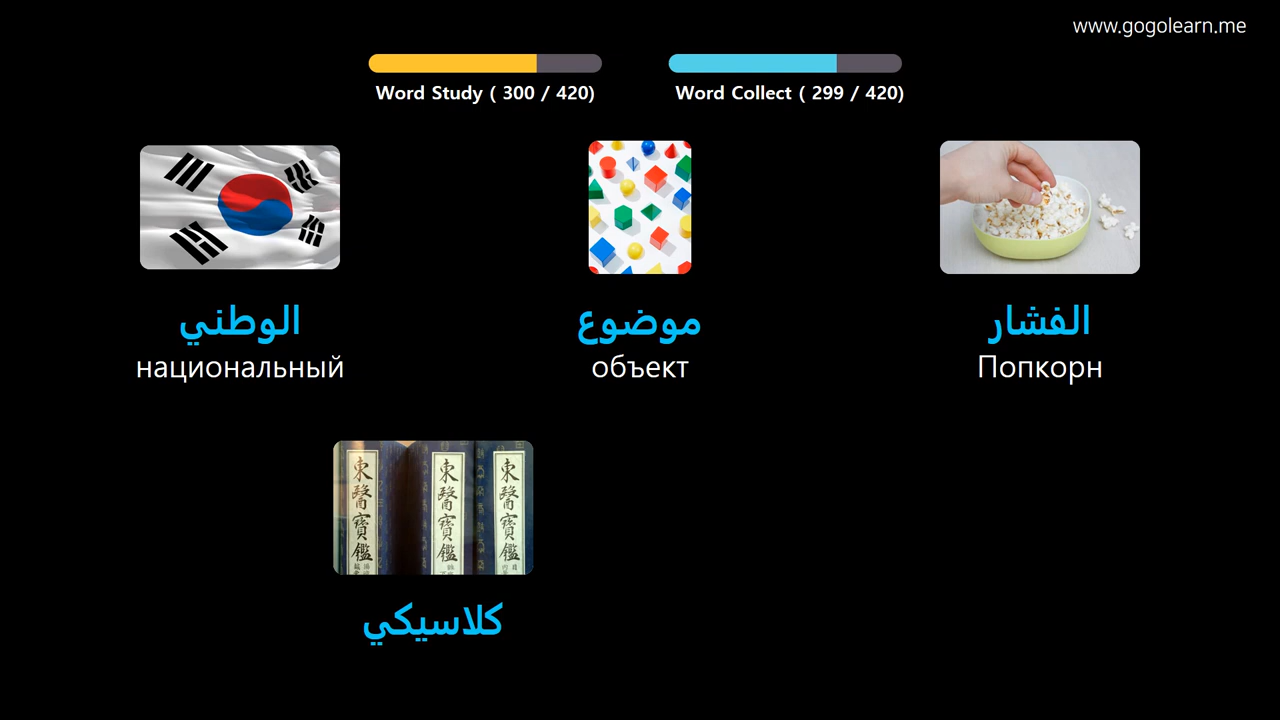 www.gogolearn.me
Word Study ( 300 / 420)
Word Collect ( 299 / 420)
الوطني
национальный
موضوع
объект
الفشار
Попкорн
東醫寶鑑
東醫寶鑑
東醫寶鑑
كلاسيكي